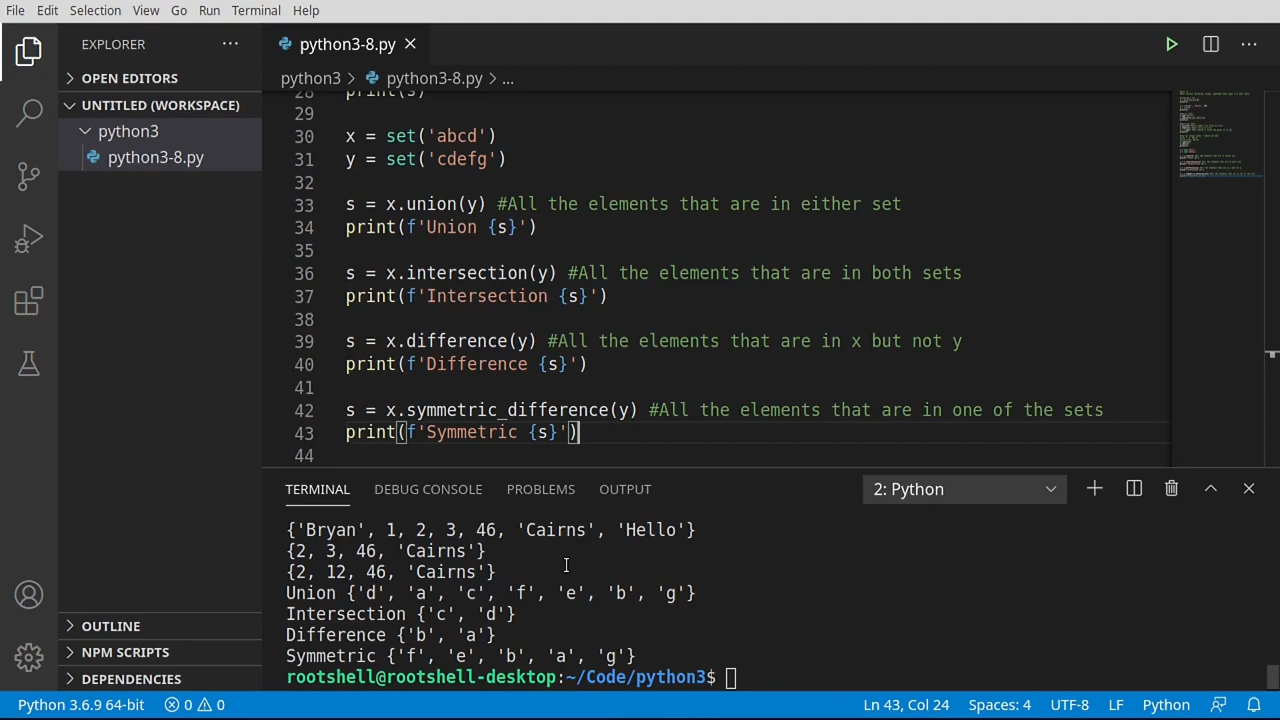 File Edit Selection View Go Run Terminal Help
EXPLORER
python3-8.py
OPEN EDITORS
python3 > python3-8.py > ...
UNTITLED (WORKSPACE)
python3
python3-8.py
28 print(s)
29
30 x = set('abcd')
31 y = set('cdefg')
32
33 s = x.union(y) #All the elements that are in either set
34 print(f'Union {s}')
35
36 s = x.intersection(y) #All the elements that are in both sets
37 print(f'Intersection {s}')
38
39 s = x.difference(y) #All the elements that are in x but not y
40 print(f'Difference {s}')
41
42 s = x.symmetric_difference(y) #All the elements that are in one of the sets
43 print(f'Symmetric {s}')
44
TERMINAL DEBUG CONSOLE PROBLEMS OUTPUT 2: Python
{'Bryan', 1, 2, 3, 46, 'Cairns', 'Hello'}
{2, 3, 46, 'Cairns'}
{2, 12, 46, 'Cairns'}
Union {'d', 'a', 'c', 'f', 'e', 'b', 'g'}
Intersection {'c', 'd'}
Difference {'b', 'a'}
Symmetric {'f', 'e', 'b', 'a', 'g'}
rootshell@rootshell-desktop:~/Code/python3$
OUTLINE
NPM SCRIPTS
DEPENDENCIES
Python 3.6.9 64-bit 0 0 Ln 43, Col 24 Spaces: 4 UTF-8 LF Python